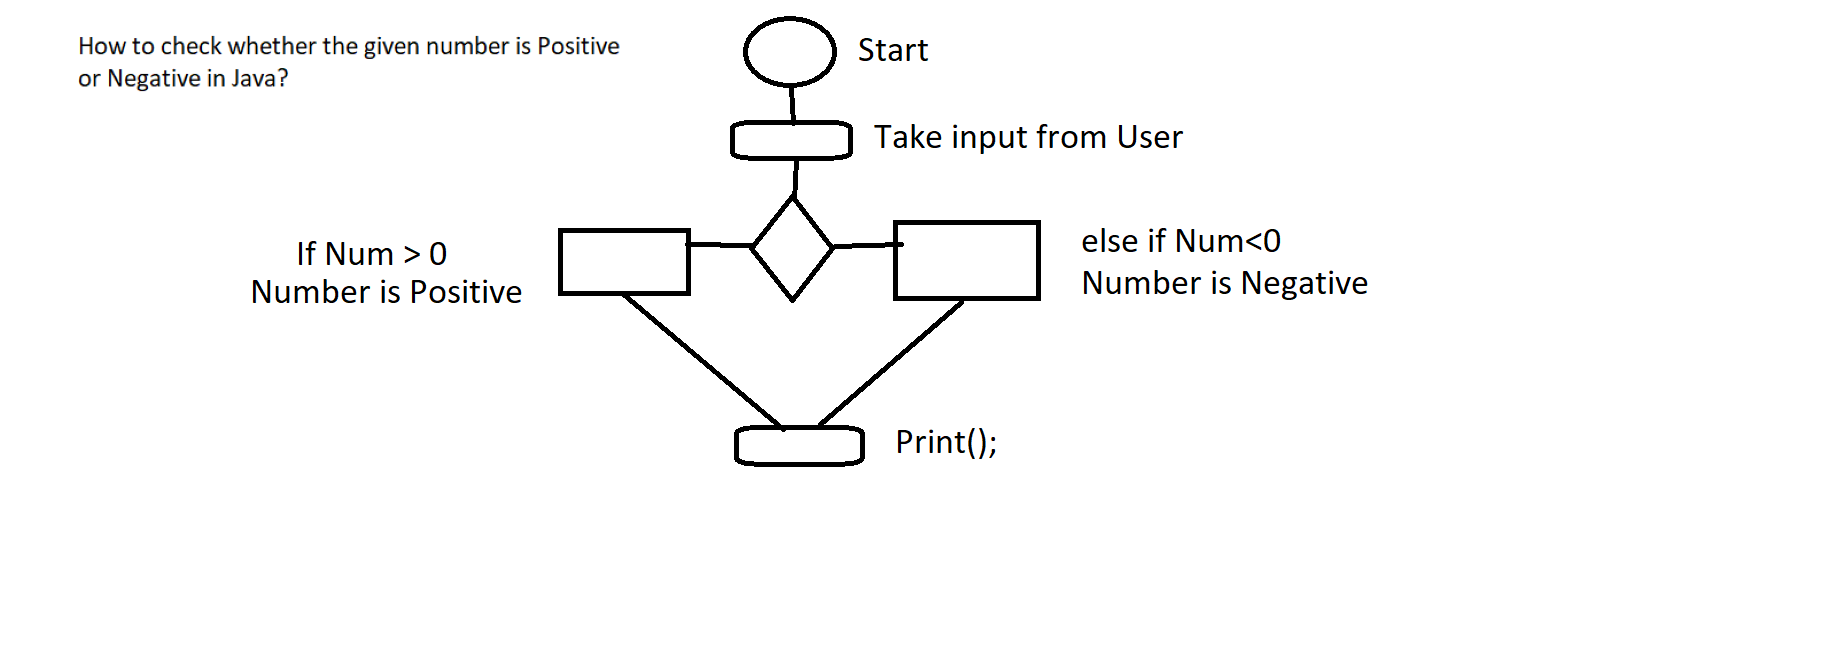 How to check whether the given number is Positive
or Negative in Java?
Start
Take input from User
If Num > 0
Number is Positive
else if Num<0
Number is Negative
Print();